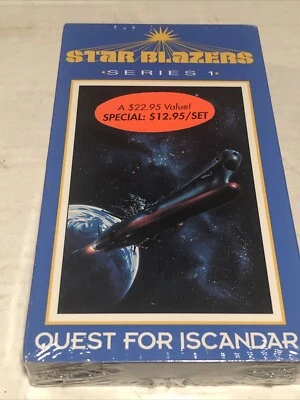 STAR BLAZERS
•SERIES 1•
A $22.95 Value!
SPECIAL: $12.95/SET
QUEST FOR ISCANDAR